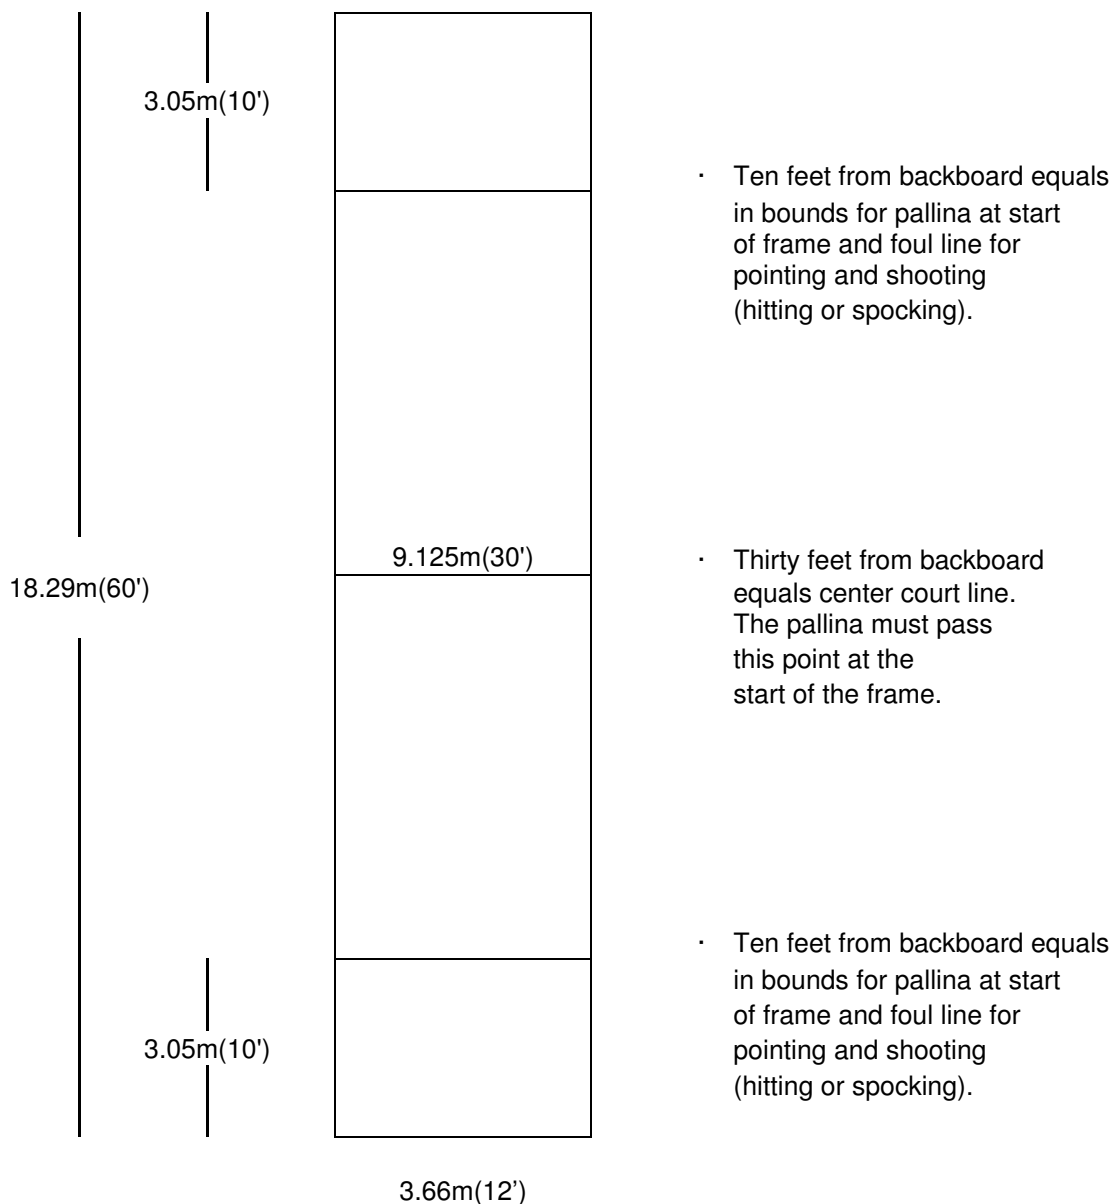 3.05m(10')
· Ten feet from backboard equals
in bounds for pallina at start
of frame and foul line for
pointing and shooting
(hitting or spocking).
9.125m(30')
18.29m(60')
· Thirty feet from backboard
equals center court line.
The pallina must pass
this point at the
start of the frame.
· Ten feet from backboard equals
in bounds for pallina at start
of frame and foul line for
pointing and shooting
(hitting or spocking).
3.05m(10')
3.66m(12’)